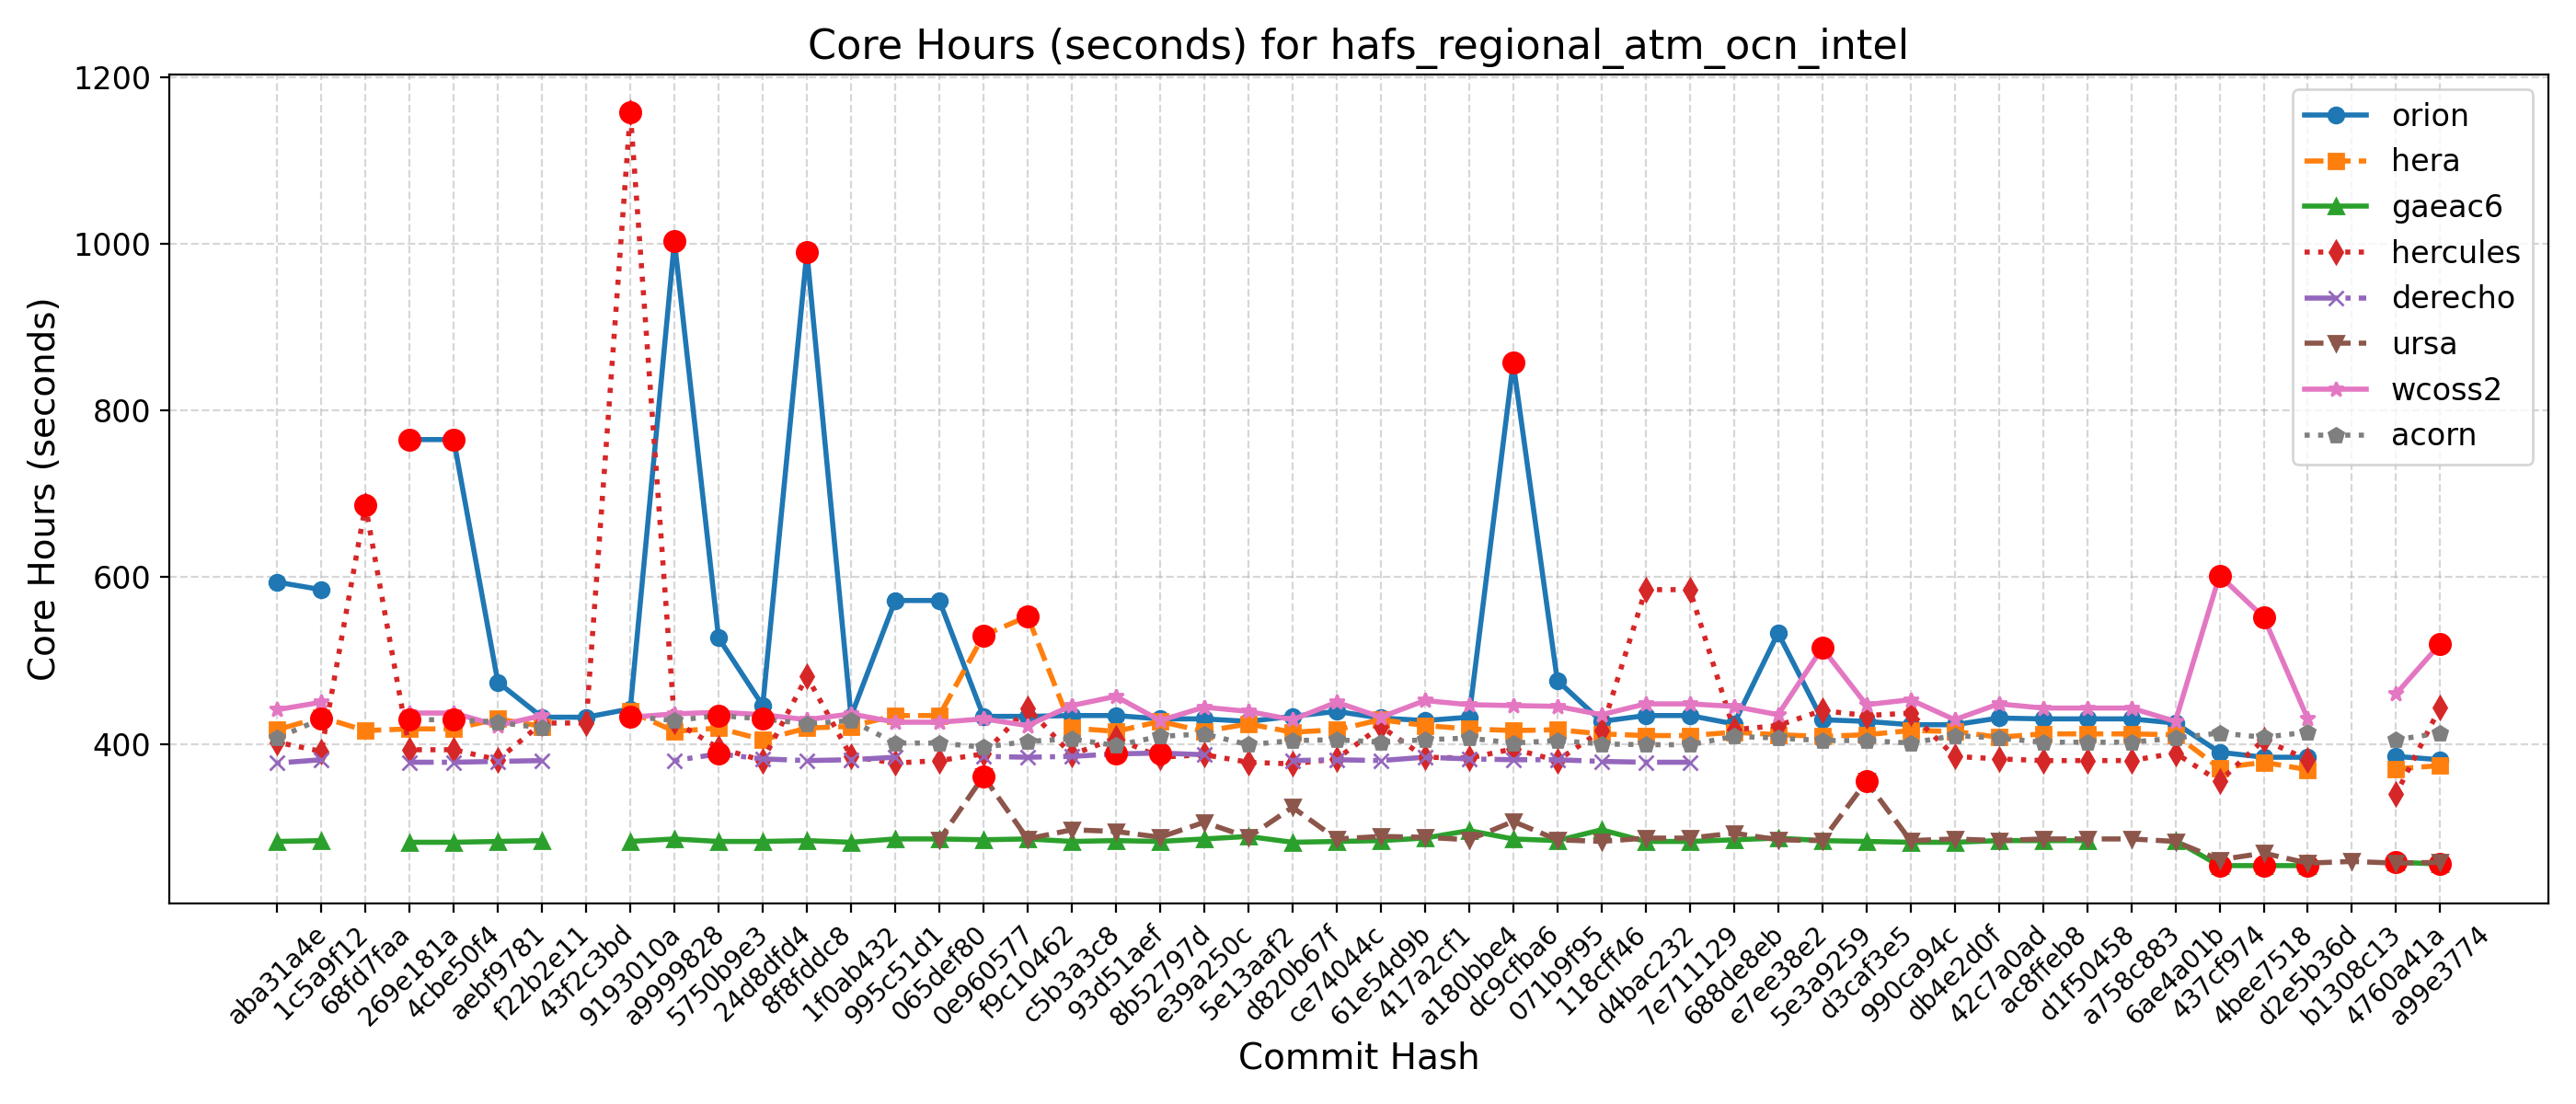 Core Hours (seconds) for hafs_regional_atm_ocn_intel
Core Hours (seconds)
1200
1000
800
600
400
orion
hera
gaeac6
hercules
derecho
ursa
wcoss2
acorn
aba31a4e
1c5a9f12
68fd7faa
269e181a
4cbe50f4
aebf9781
f22b2e11
43f2c3bd
9193010a
a9999828
5750b9e3
24d8dfd4
8f8fddc8
1f0ab432
995c51d1
065def80
0e960577
f9c10462
c5b3a3c8
93d51aef
8b52797d
e39a250c
5e13aaf2
d820b67f
ce74044c
61e54d9b
417a2cf1
a180bbe4
dc9cfba6
071b9f95
118cff46
d4bac232
7e711129
688de8eb
e7ee38e2
5e3a9259
d3caf3e5
990ca94c
db4e2d0f
42c7a0ad
ac8ffeb8
d1f50458
a758c883
6ae4a01b
437cf974
4bee7518
d2e5b36d
b1308c13
4760a41a
a99e3774
Commit Hash